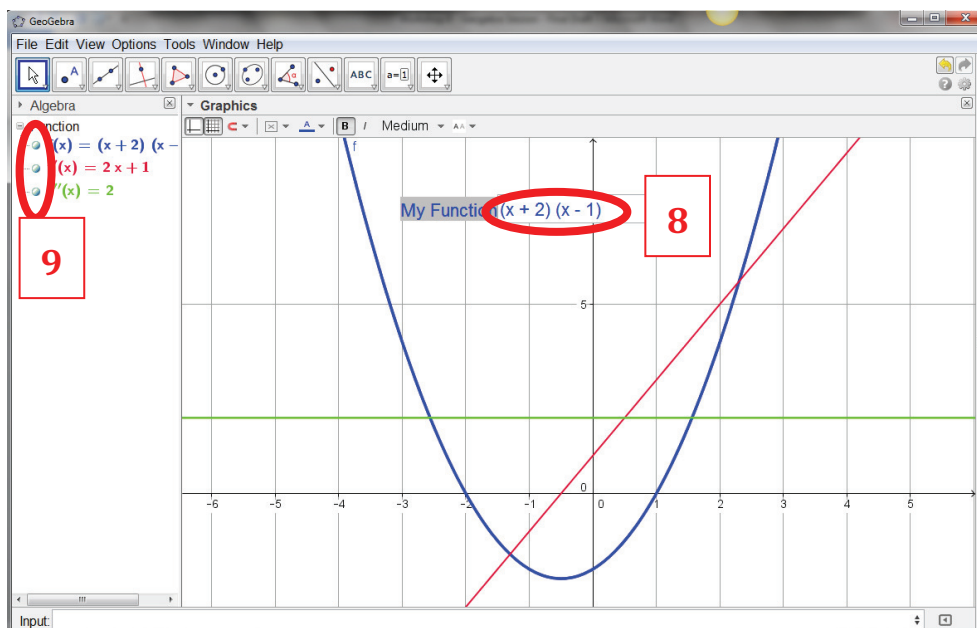 GeoGebra
File Edit View Options Tools Window Help
ABC a=1
Algebra
Graphics
Function
B I Medium AA
f(x) = (x + 2) (x −
f'(x) = 2 x + 1
f''(x) = 2
9
f
My Function (x + 2) (x - 1)
8
5
0
-6 -5 -4 -3 -2 -1 0 1 2 3 4 5
Input: